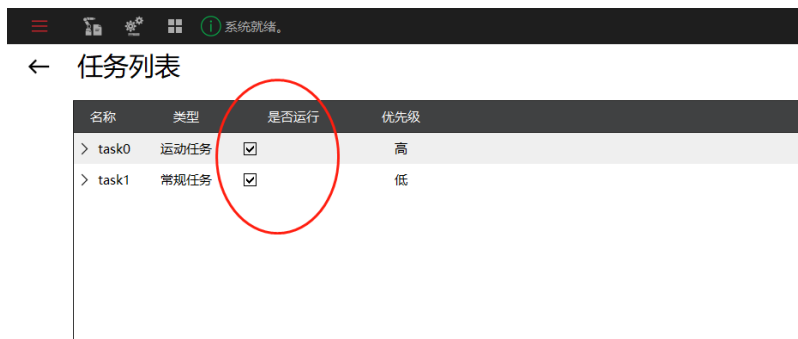 系统就绪。
任务列表
名称 类型 是否运行 优先级
task0 运动任务 高
task1 常规任务 低